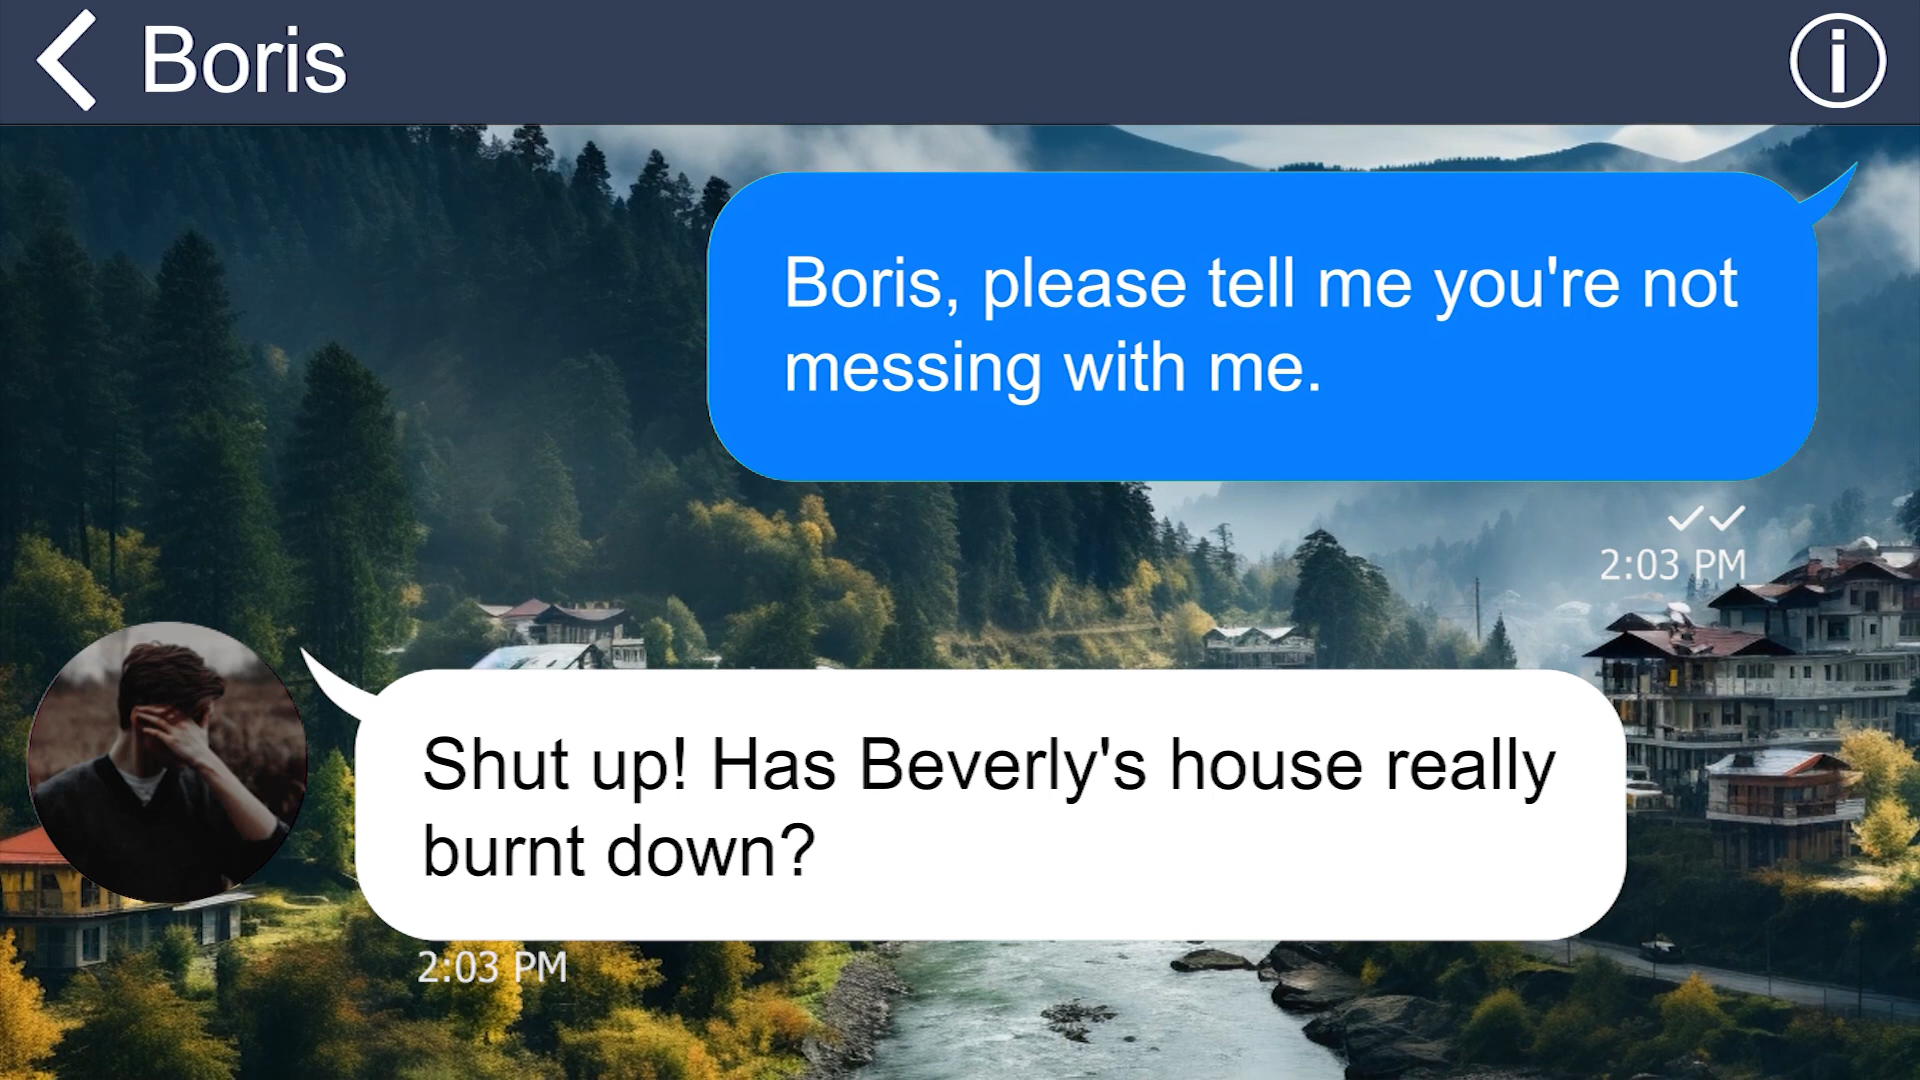 Boris
Boris, please tell me you're not
messing with me.
2:03 PM
Shut up! Has Beverly's house really
burnt down?
2:03 PM